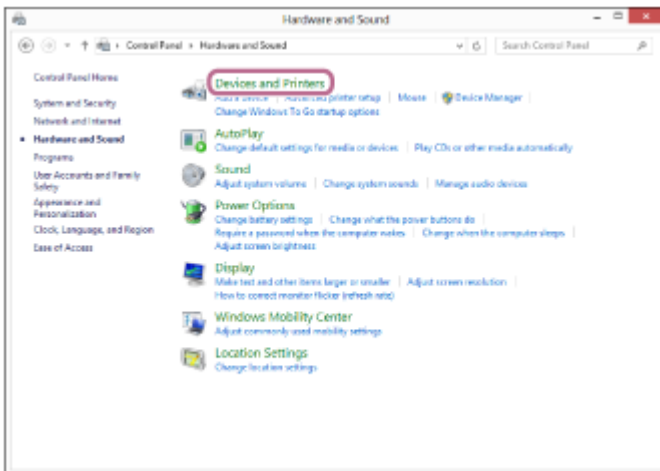 Hardware and Sound
Control Panel › Hardware and Sound
Search Control Panel
Control Panel Home
System and Security
Network and Internet
Hardware and Sound
Programs
User Accounts and Family
Safety
Appearance and
Personalization
Clock, Language, and Region
Ease of Access
Devices and Printers
Add a device | Advanced printer setup | Mouse | Device Manager
Change Windows To Go startup options
AutoPlay
Change default settings for media or devices | Play CDs or other media automatically
Sound
Adjust system volume | Change system sounds | Manage audio devices
Power Options
Change battery settings | Change what the power buttons do
Require a password when the computer wakes | Change when the computer sleeps
Adjust screen brightness
Display
Make text and other items larger or smaller | Adjust screen resolution
How to correct monitor flicker (refresh rate)
Windows Mobility Center
Adjust commonly used mobility settings
Location Settings
Change location settings